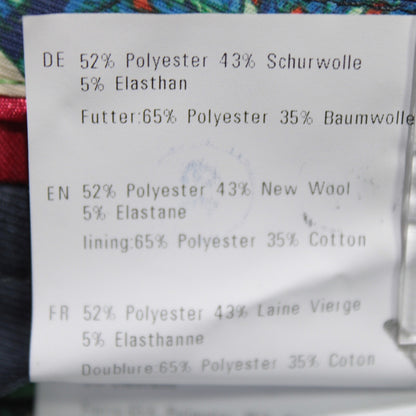 DE 52% Polyester 43% Schurwolle
5% Elasthan
Futter:65% Polyester 35% Baumwolle
EN 52% Polyester 43% New Wool
5% Elastane
lining:65% Polyester 35% Cotton
FR 52% Polyester 43% Laine Vierge
5% Elasthanne
Doublure:65% Polyester 35% Coton